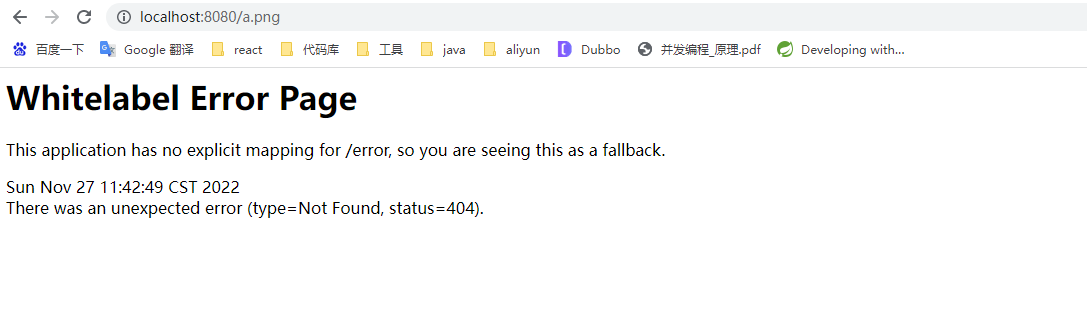 localhost:8080/a.png
百度一下 Google 翻译 react 代码库 工具 java aliyun Dubbo 并发编程_原理.pdf Developing with...
Whitelabel Error Page
This application has no explicit mapping for /error, so you are seeing this as a fallback.
Sun Nov 27 11:42:49 CST 2022
There was an unexpected error (type=Not Found, status=404).